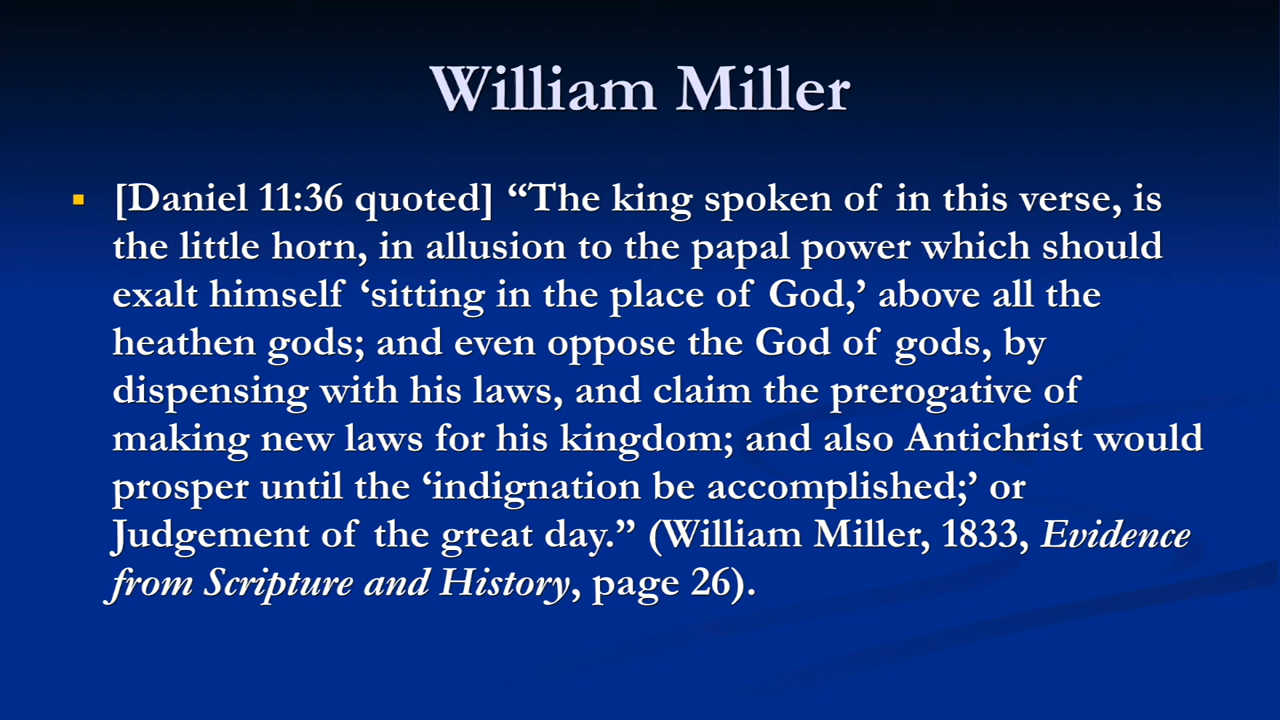 William Miller
[Daniel 11:36 quoted] “The king spoken of in this verse, is
the little horn, in allusion to the papal power which should
exalt himself ‘sitting in the place of God,’ above all the
heathen gods; and even oppose the God of gods, by
dispensing with his laws, and claim the prerogative of
making new laws for his kingdom; and also Antichrist would
prosper until the ‘indignation be accomplished;’ or
Judgement of the great day.” (William Miller, 1833, Evidence
from Scripture and History, page 26).